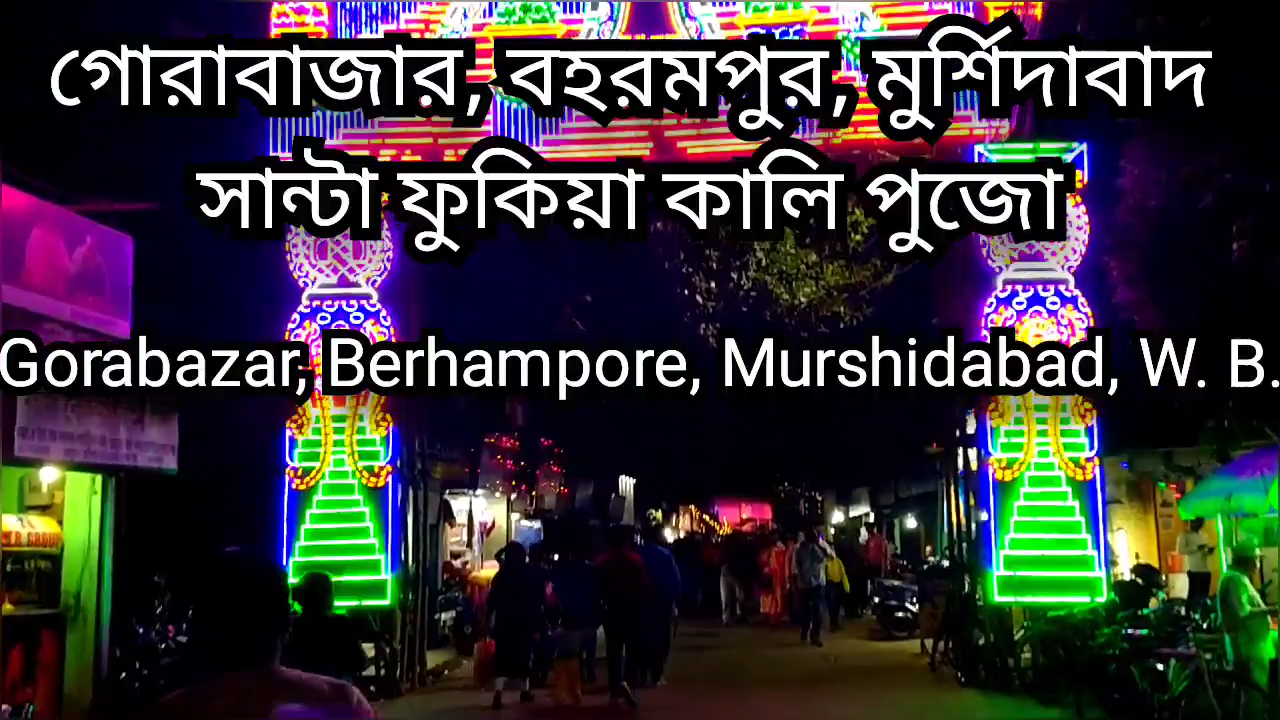 গোরাবাজার, বহরমপুর, মুর্শিদাবাদ
সান্টা ফুকিয়া কালি পুজো
Gorabazar, Berhampore, Murshidabad, W. B.